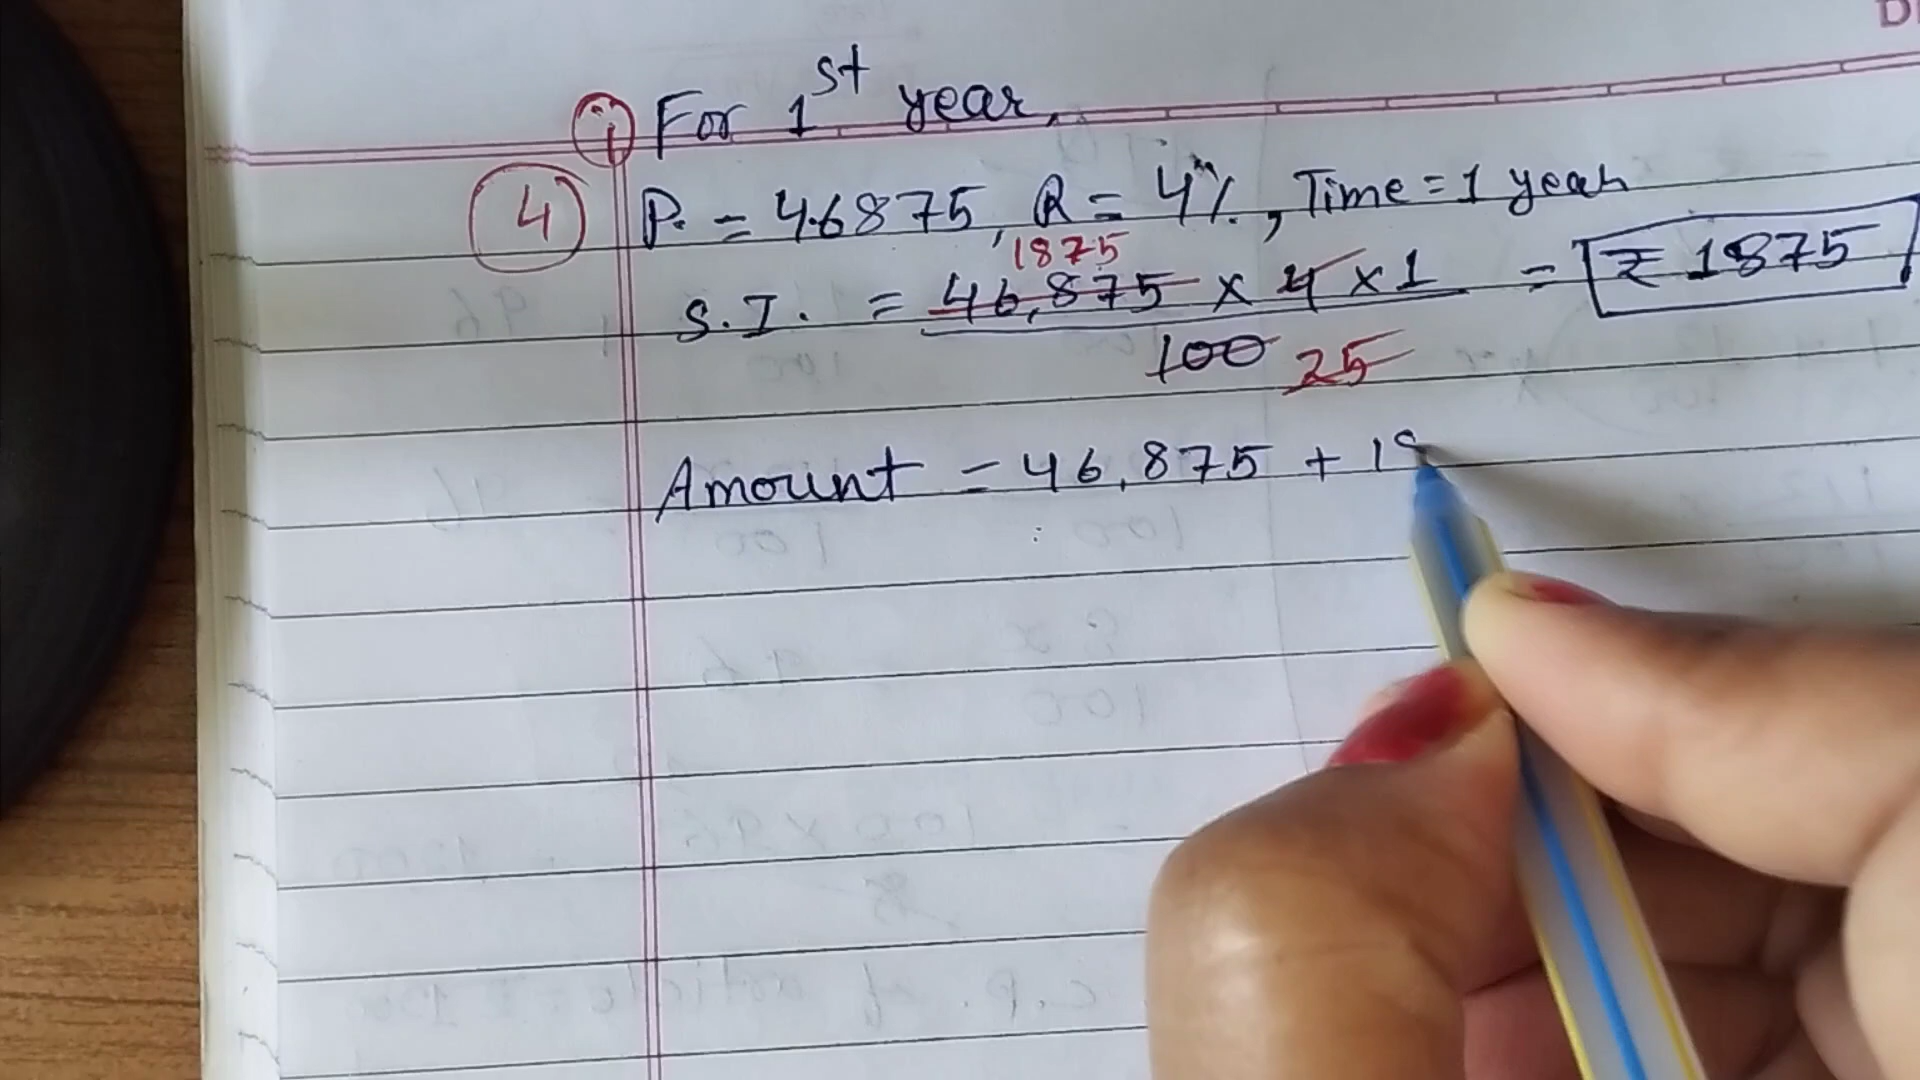 i For 1st year,
4 P. = 46875, R = 4%, Time = 1 year
1875
S.I. = 46,875 x 4 x 1 = ₹ 1875
100 25
Amount = 46,875 + 18